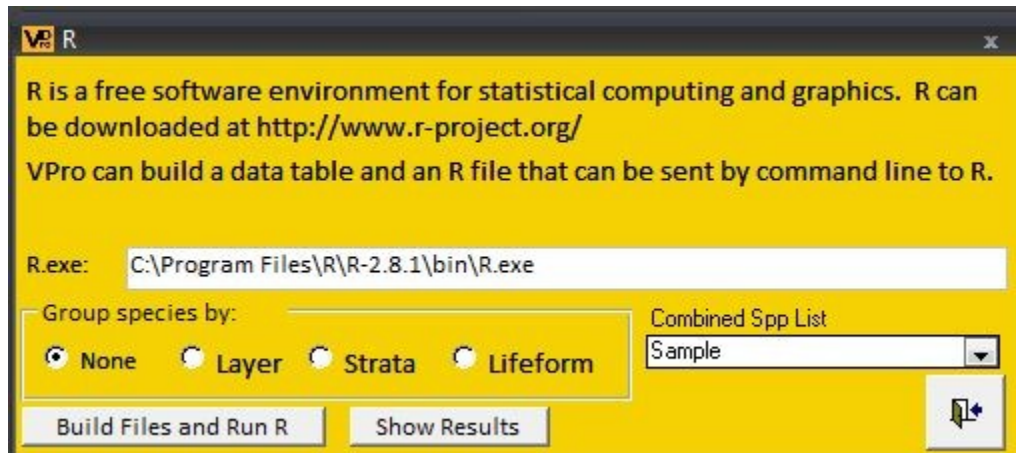 VPro R x
R is a free software environment for statistical computing and graphics. R can
be downloaded at http://www.r-project.org/
VPro can build a data table and an R file that can be sent by command line to R.
R.exe: C:\Program Files\R\R-2.8.1\bin\R.exe
Group species by:
Combined Spp List
None Layer Strata Lifeform
Sample
Build Files and Run R Show Results